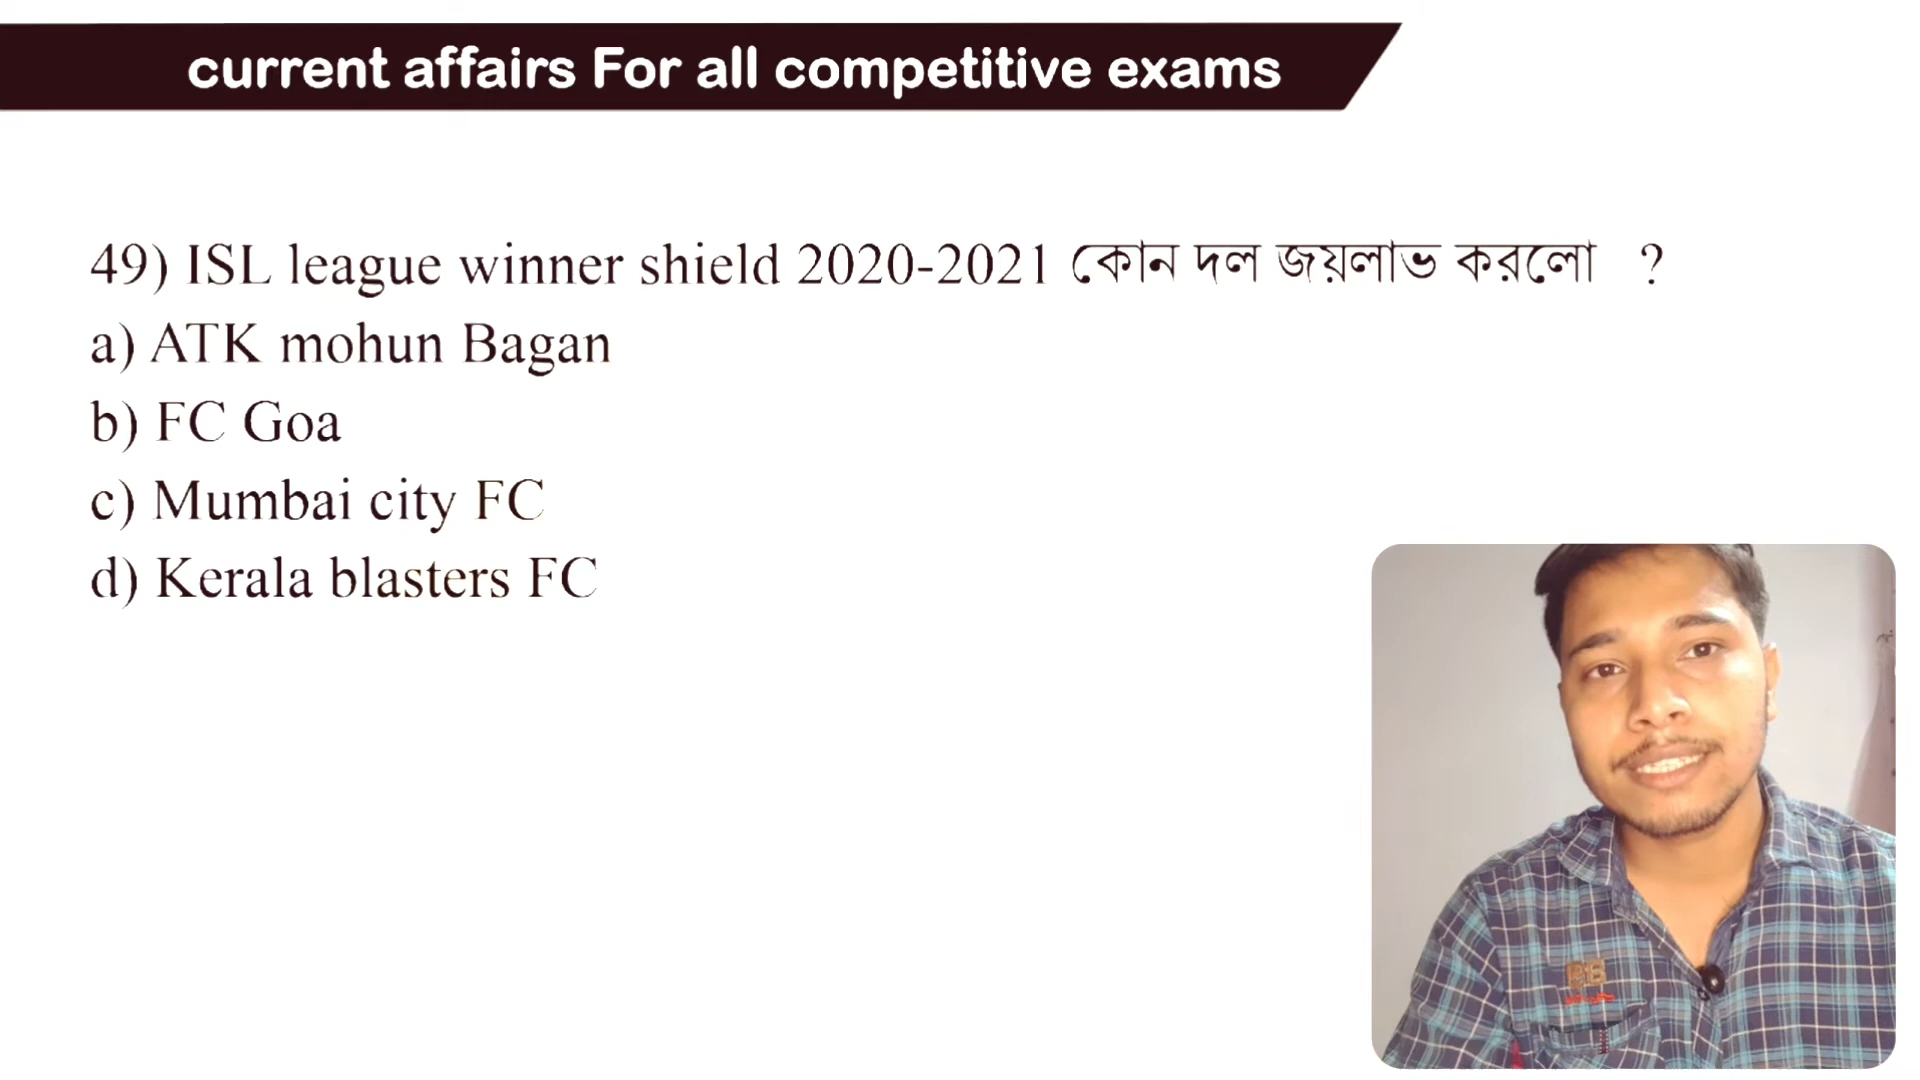 current affairs For all competitive exams
49) ISL league winner shield 2020-2021 কোন দল জয়লাভ করলো ?
a) ATK mohun Bagan
b) FC Goa
c) Mumbai city FC
d) Kerala blasters FC